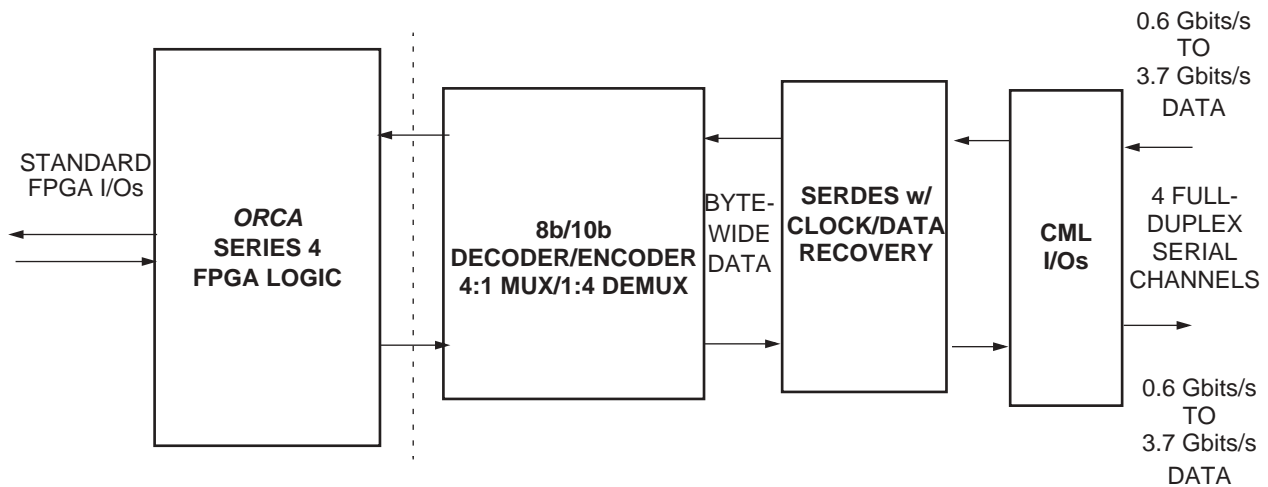 STANDARD
FPGA I/Os
ORCA
SERIES 4
FPGA LOGIC
8b/10b
DECODER/ENCODER
4:1 MUX/1:4 DEMUX
BYTE-
WIDE
DATA
SERDES w/
CLOCK/DATA
RECOVERY
CML
I/Os
0.6 Gbits/s
TO
3.7 Gbits/s
DATA
4 FULL-
DUPLEX
SERIAL
CHANNELS
0.6 Gbits/s
TO
3.7 Gbits/s
DATA